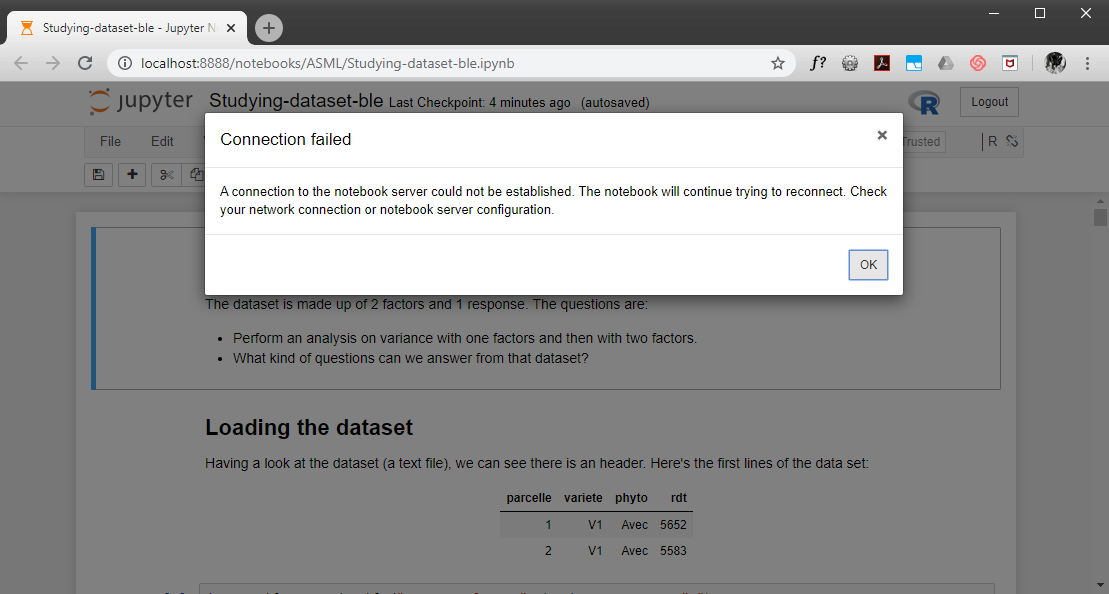 Studying-dataset-ble - Jupyter N
localhost:8888/notebooks/ASML/Studying-dataset-ble.ipynb
f?
jupyter Studying-dataset-ble Last Checkpoint: 4 minutes ago (autosaved)
R
Logout
File Edit
Trusted
R
Connection failed
A connection to the notebook server could not be established. The notebook will continue trying to reconnect. Check
your network connection or notebook server configuration.
OK
The dataset is made up of 2 factors and 1 response. The questions are:
• Perform an analysis on variance with one factors and then with two factors.
• What kind of questions can we answer from that dataset?
Loading the dataset
Having a look at the dataset (a text file), we can see there is an header. Here's the first lines of the data set:
parcelle variete phyto rdt
1 V1 Avec 5652
2 V1 Avec 5583